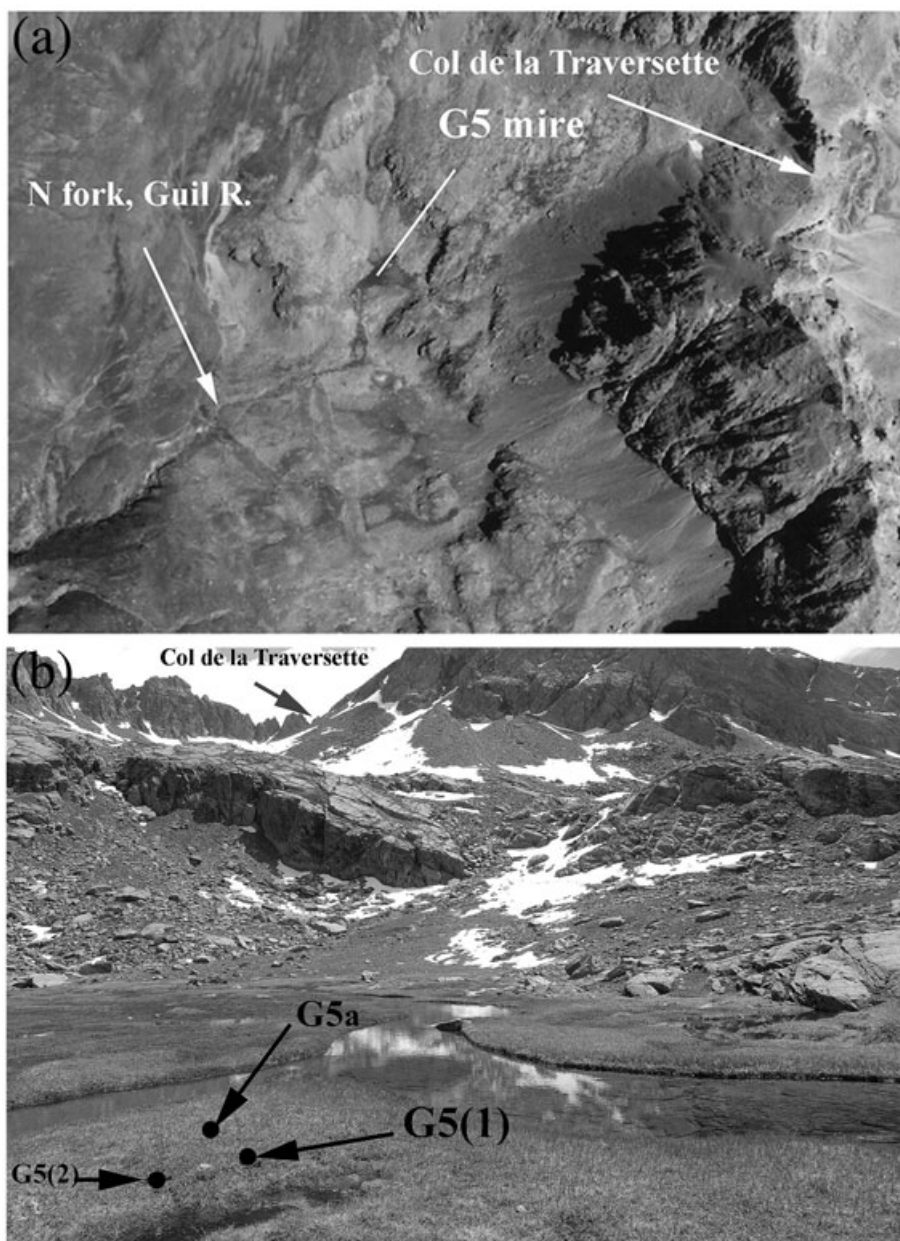 (a)
Col de la Traversette
G5 mire
N fork, Guil R.
(b)
Col de la Traversette
G5a
G5(1)
G5(2)